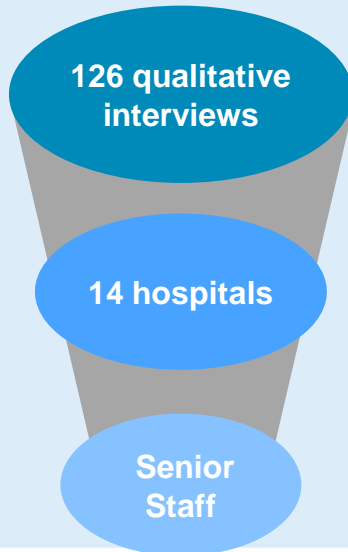 126 qualitative
interviews
14 hospitals
Senior
Staff